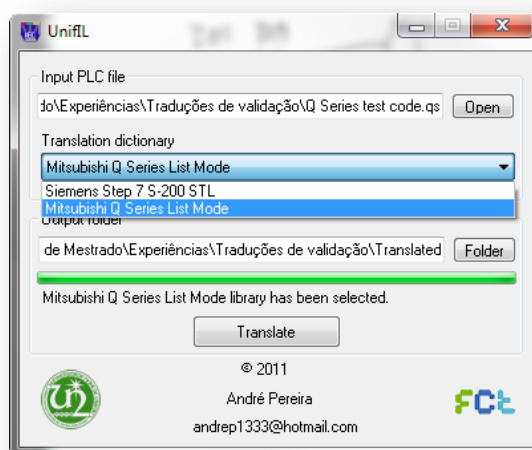 UnifIL
Input PLC file
do\Experiências\Traduções de validação\Q Series test code.qs
Open
Translation dictionary
Mitsubishi Q Series List Mode
Siemens Step 7 S-200 STL
Mitsubishi Q Series List Mode
Output folder
de Mestrado\Experiências\Traduções de validação\Translated
Folder
Mitsubishi Q Series List Mode library has been selected.
Translate
© 2011
André Pereira
andrep1333@hotmail.com
FCt